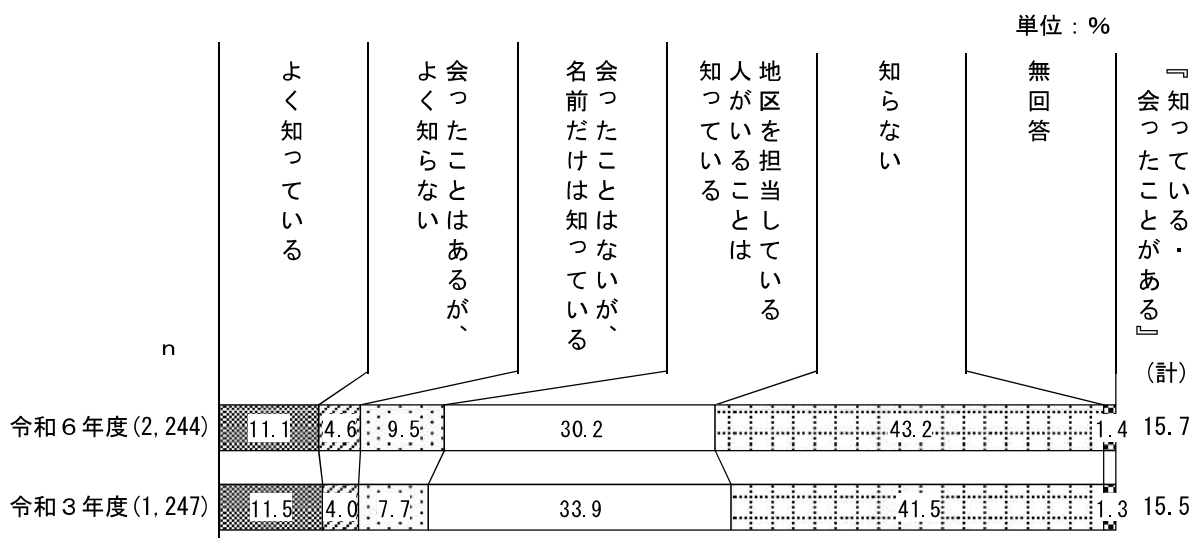 単位：％
よく知っている
会ったことはあるが、
よく知らない
会ったことはないが、
名前だけは知っている
地区を担当している
人がいることは
知っている
知らない
無回答
『知っている・
会ったことがある』
ｎ
(計)
令和６年度(2,244) 11.1 4.6 9.5 30.2 43.2 1.4 15.7
令和３年度(1,247) 11.5 4.0 7.7 33.9 41.5 1.3 15.5